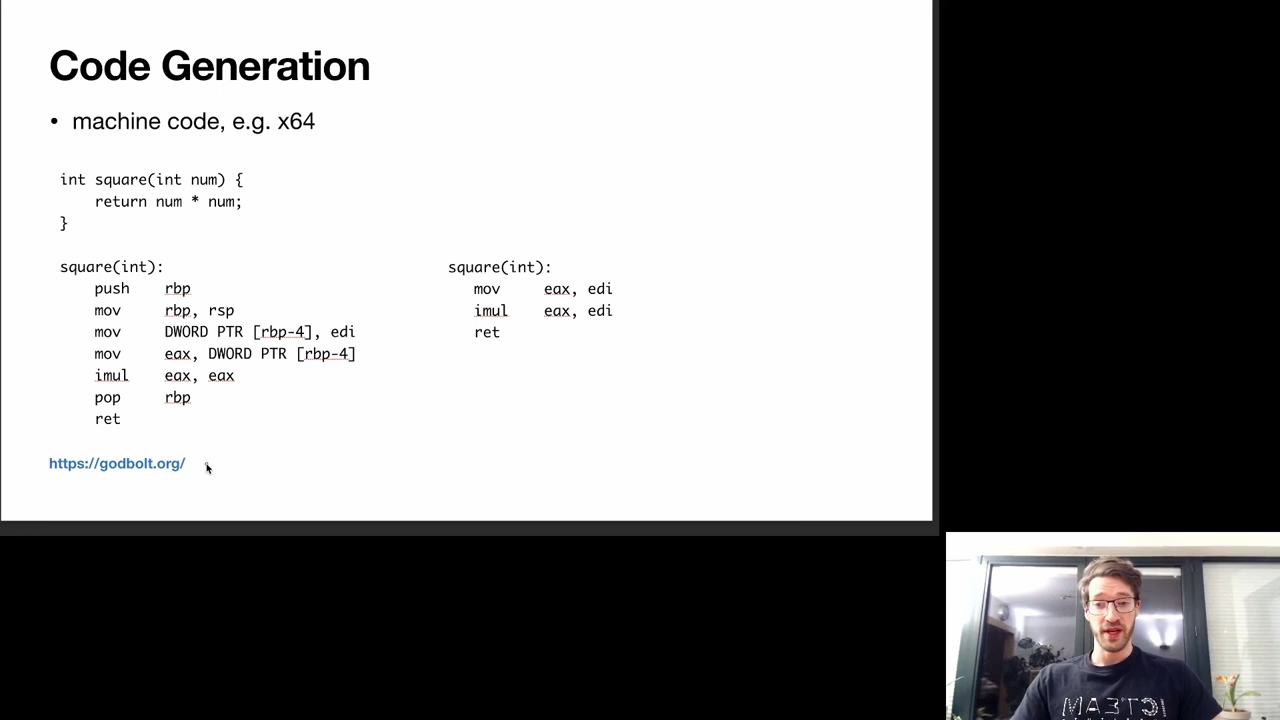 Code Generation
• machine code, e.g. x64
int square(int num) {
    return num * num;
}
square(int):
    push    rbp
    mov     rbp, rsp
    mov     DWORD PTR [rbp-4], edi
    mov     eax, DWORD PTR [rbp-4]
    imul    eax, eax
    pop     rbp
    ret
square(int):
    mov     eax, edi
    imul    eax, edi
    ret
https://godbolt.org/
ICTEAM